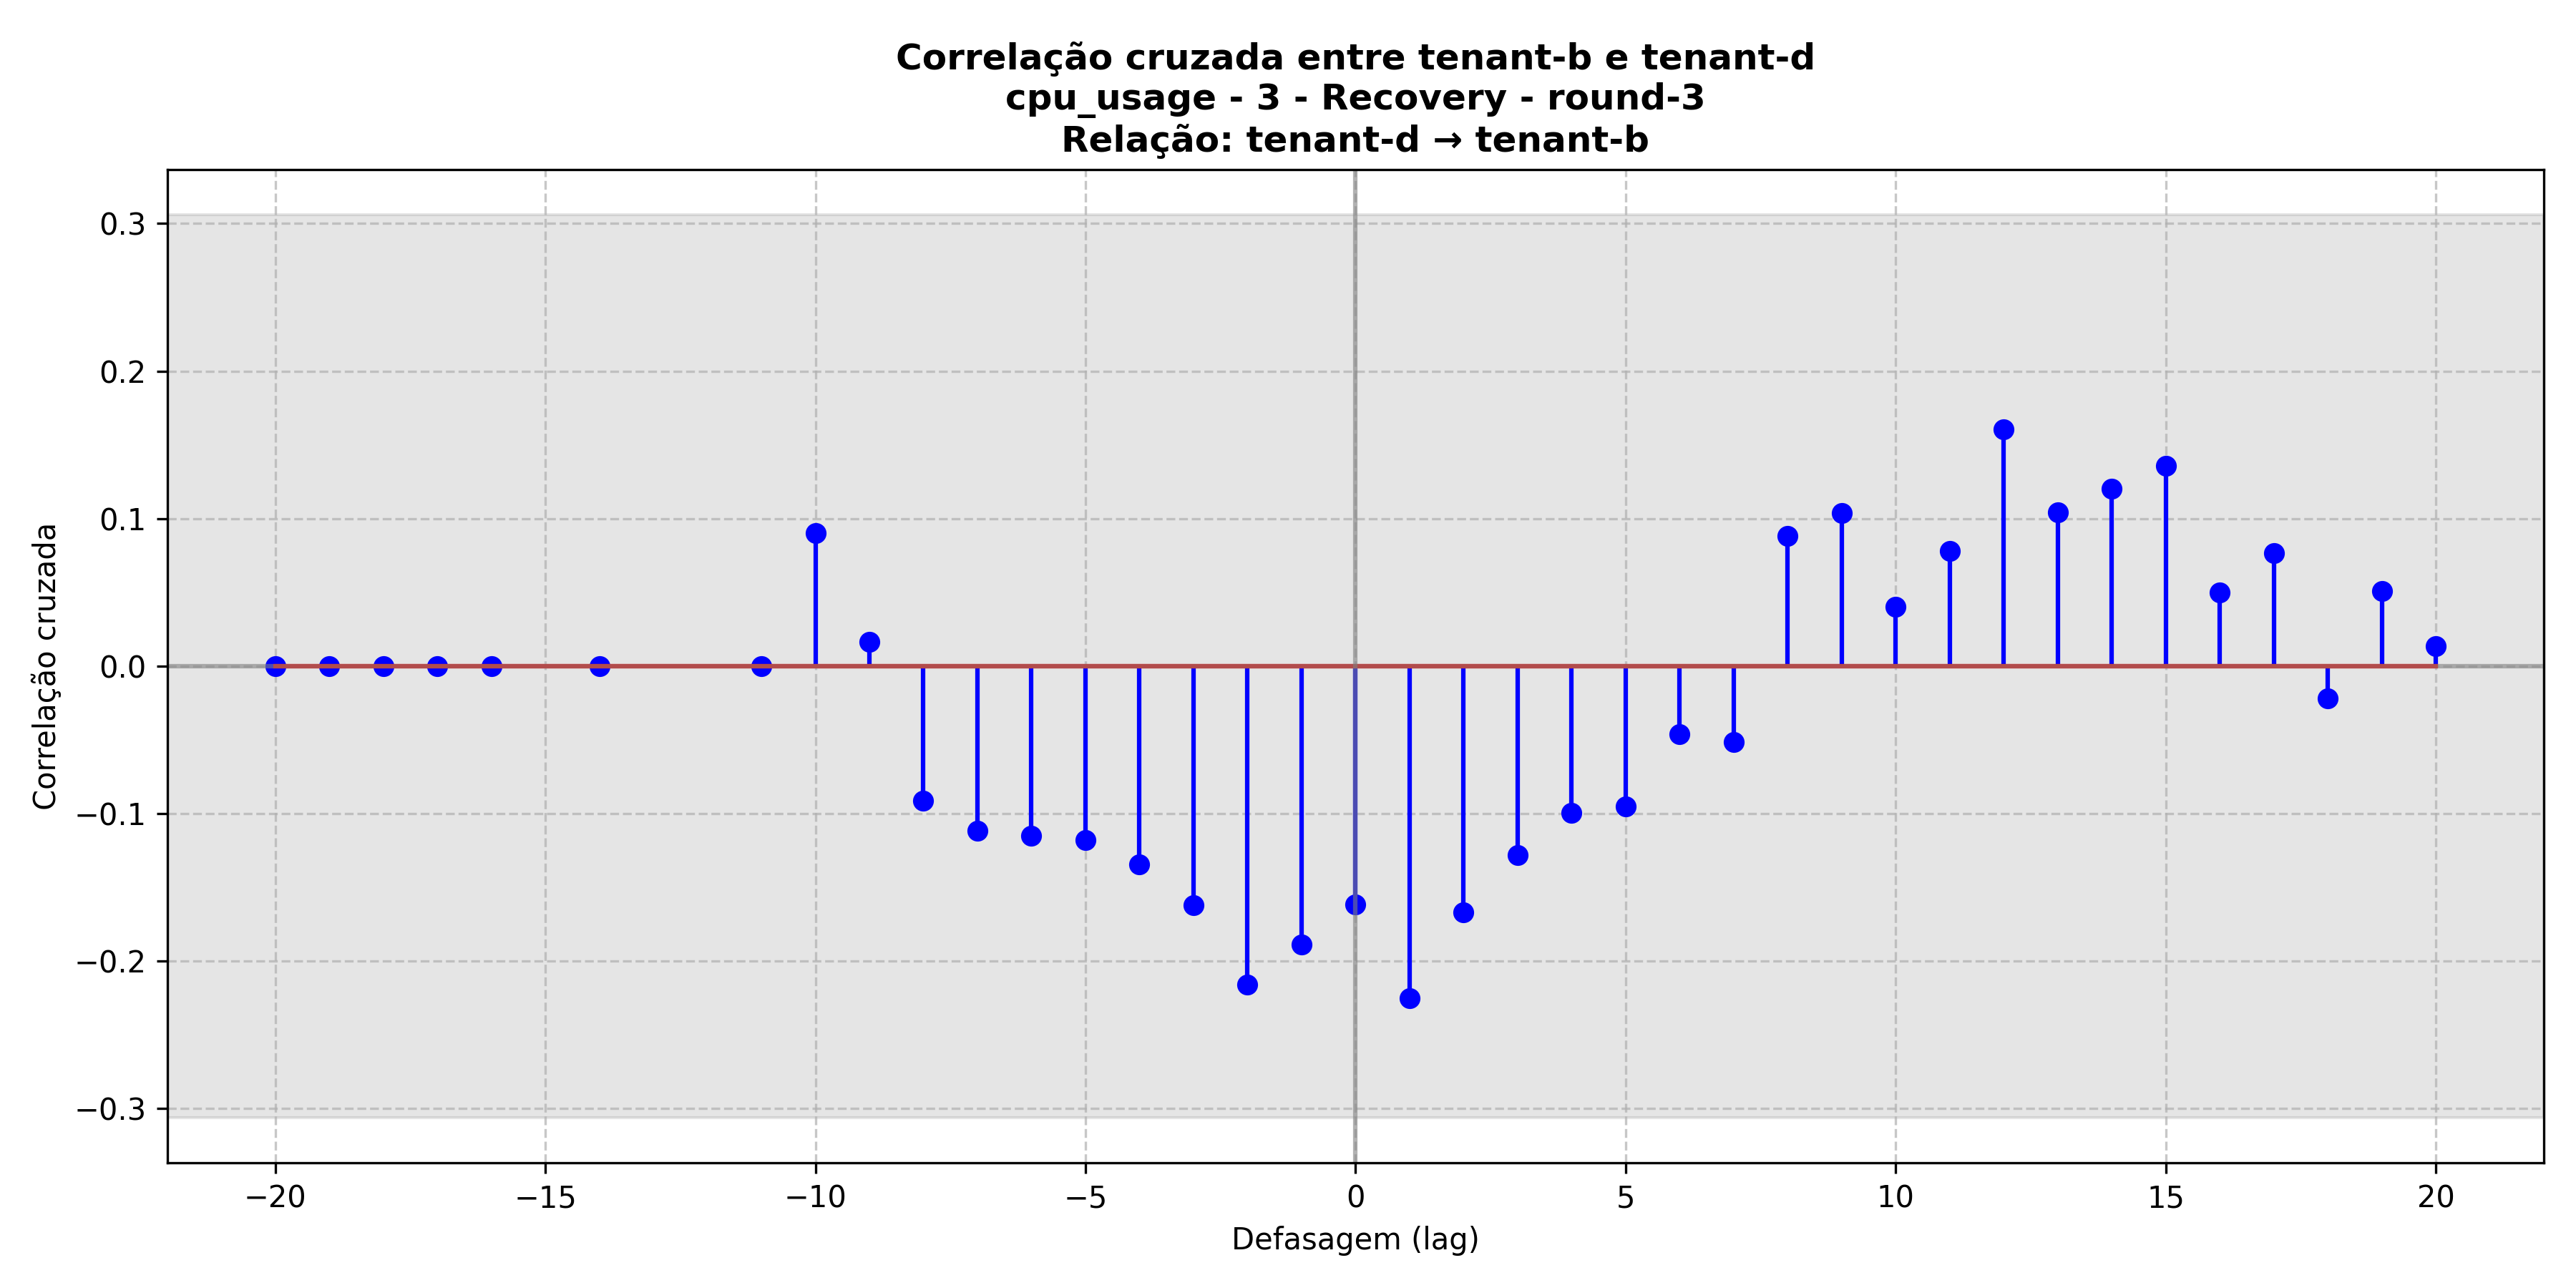 Correlação cruzada entre tenant-b e tenant-d
cpu_usage - 3 - Recovery - round-3
Relação: tenant-d → tenant-b
Correlação cruzada
0.3
0.2
0.1
0.0
−0.1
−0.2
−0.3
−20 −15 −10 −5 0 5 10 15 20
Defasagem (lag)